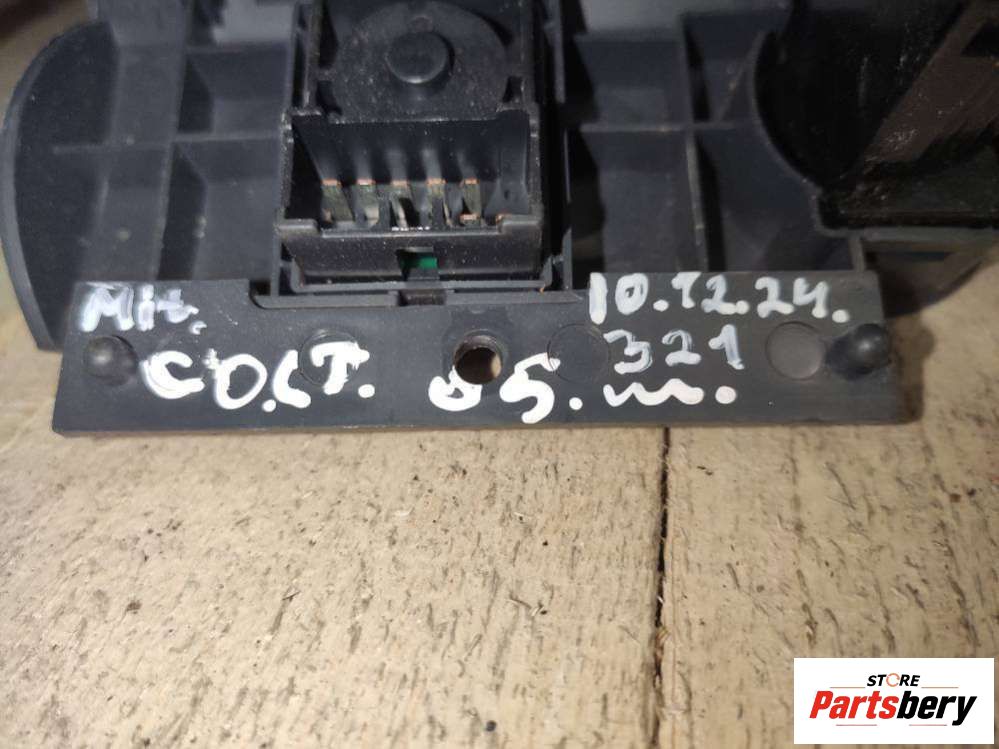 Mit. 10.12.24.
321
COLT. 05.m.
STORE
Partsbery